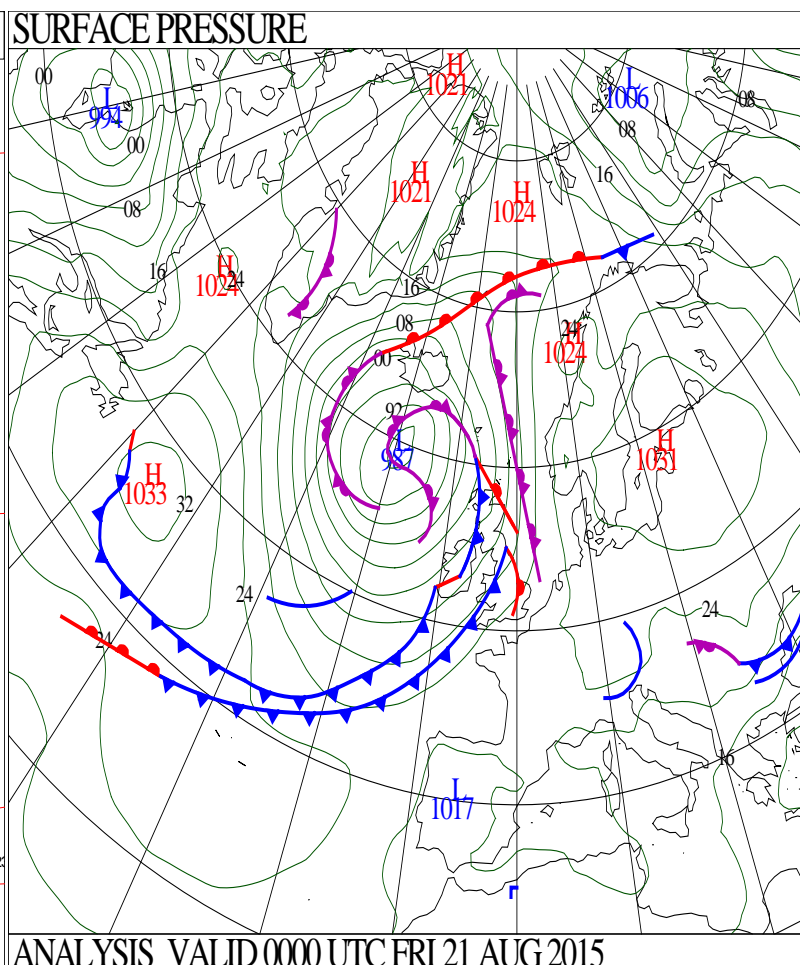 SURFACE PRESSURE
H
1021
00
L
994
L
1006
08
08
00
H
1021
16
H
1024
08
16
H
1024
24
16
08
24
H
1024
00
92
L
987
H
1031
H
1033
32
24
24
24
16
L
1017
ANALYSIS VALID 0000 UTC FRI 21 AUG 2015